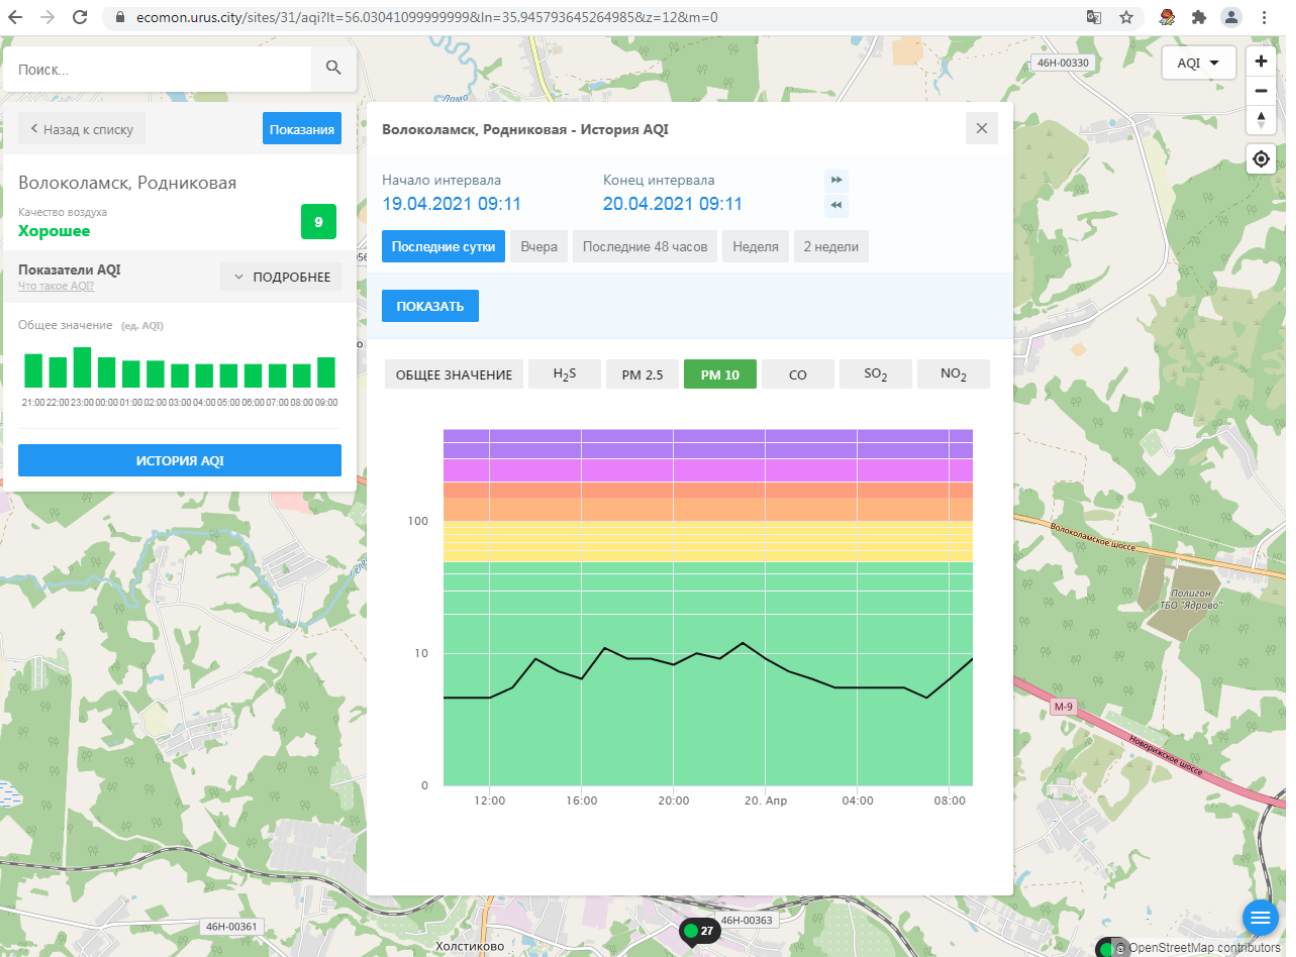 ecomon.urus.city/sites/31/aqi?lt=56.03041099999999&ln=35.945793645264985&z=12&m=0
Поиск...
46Н-00330
AQI
Лама
Назад к списку
Показания
Волоколамск, Родниковая - История AQI
Волоколамск, Родниковая
Качество воздуха
Хорошее
9
Начало интервала
Конец интервала
19.04.2021 09:11
20.04.2021 09:11
Последние сутки
Вчера
Последние 48 часов
Неделя
2 недели
Показатели AQI
Что такое AQI?
ПОДРОБНЕЕ
ПОКАЗАТЬ
Общее значение (ед. AQI)
21:00 22:00 23:00 00:00 01:00 02:00 03:00 04:00 05:00 06:00 07:00 08:00 09:00
ИСТОРИЯ AQI
ОБЩЕЕ ЗНАЧЕНИЕ
H2S
PM 2.5
PM 10
CO
SO2
NO2
100
10
0
12:00
16:00
20:00
20. Апр
04:00
08:00
Волоколамское шоссе
Полигон
ТБО "Ядрово"
М-9
Новорижское шоссе
46Н-00361
46Н-00363
27
Холстиково
© OpenStreetMap contributors